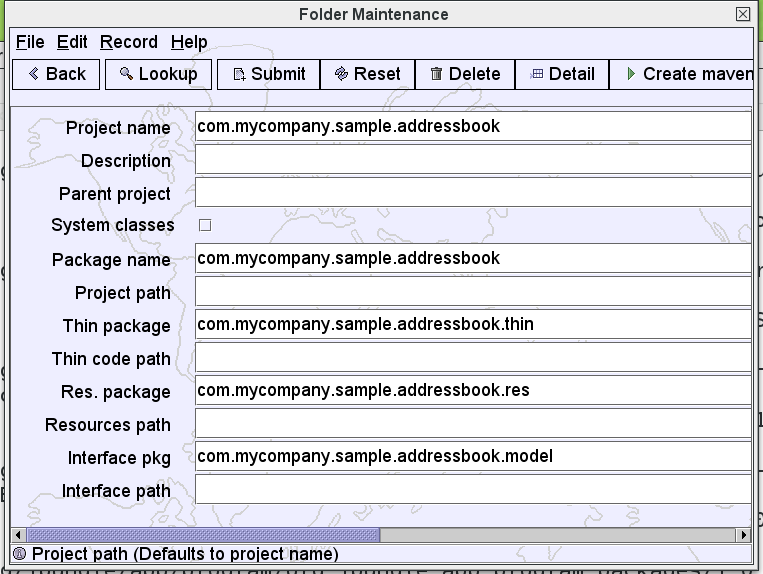 Folder Maintenance
File Edit Record Help
Back Lookup Submit Reset Delete Detail Create maven
Project name com.mycompany.sample.addressbook
Description
Parent project
System classes
Package name com.mycompany.sample.addressbook
Project path
Thin package com.mycompany.sample.addressbook.thin
Thin code path
Res. package com.mycompany.sample.addressbook.res
Resources path
Interface pkg com.mycompany.sample.addressbook.model
Interface path
Project path (Defaults to project name)